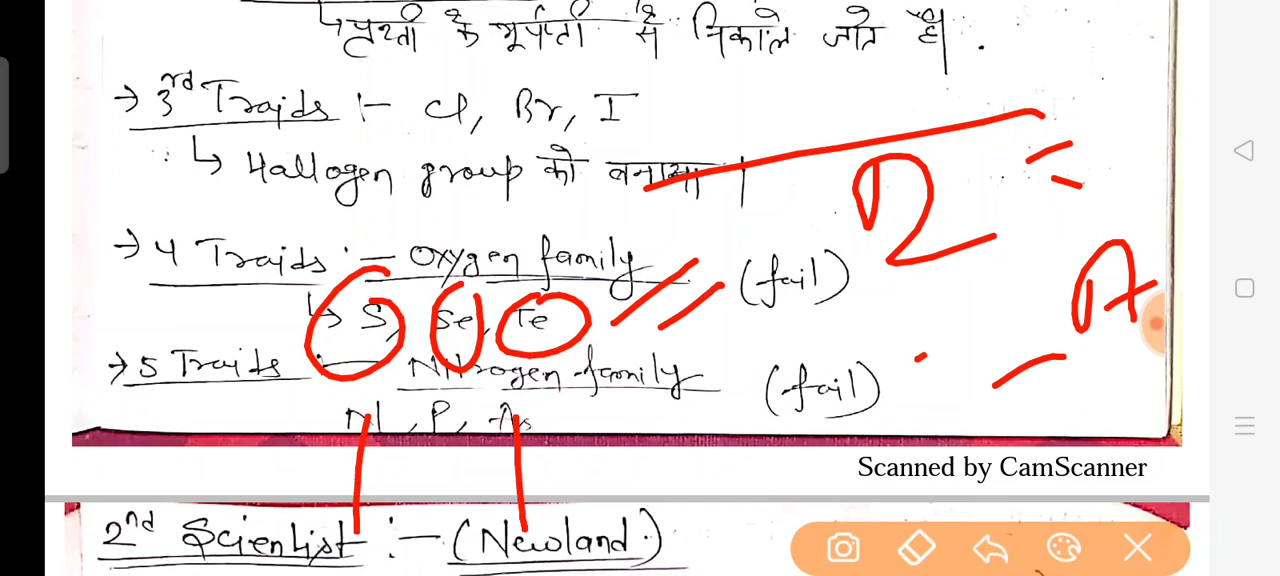 ↳ पृथ्वी के भूपर्पटी से निकाले जाते है।
→ 3rd Traids :- Cl, Br, I
↳ Hallogen group को बनाया |
→ 4 Traids :- Oxygen family (fail)
↳ S, Se, Te
→ 5 Traids :- Nitrogen family (fail)
N, P, As
Scanned by CamScanner
2nd Scienlist :- (Newland.)